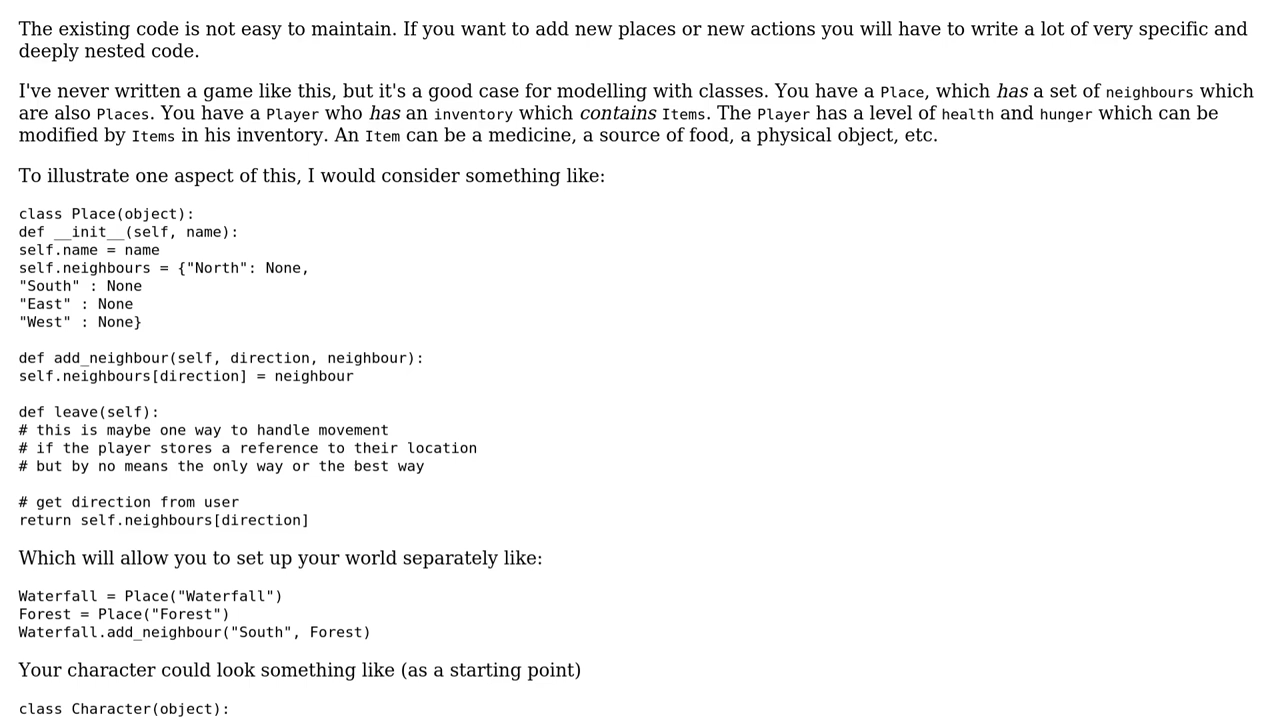 The existing code is not easy to maintain. If you want to add new places or new actions you will have to write a lot of very specific and
deeply nested code.
I've never written a game like this, but it's a good case for modelling with classes. You have a Place, which has a set of neighbours which
are also Places. You have a Player who has an inventory which contains Items. The Player has a level of health and hunger which can be
modified by Items in his inventory. An Item can be a medicine, a source of food, a physical object, etc.
To illustrate one aspect of this, I would consider something like:
class Place(object):
def __init__(self, name):
self.name = name
self.neighbours = {"North": None,
"South" : None
"East" : None
"West" : None}
def add_neighbour(self, direction, neighbour):
self.neighbours[direction] = neighbour
def leave(self):
# this is maybe one way to handle movement
# if the player stores a reference to their location
# but by no means the only way or the best way
# get direction from user
return self.neighbours[direction]
Which will allow you to set up your world separately like:
Waterfall = Place("Waterfall")
Forest = Place("Forest")
Waterfall.add_neighbour("South", Forest)
Your character could look something like (as a starting point)
class Character(object):